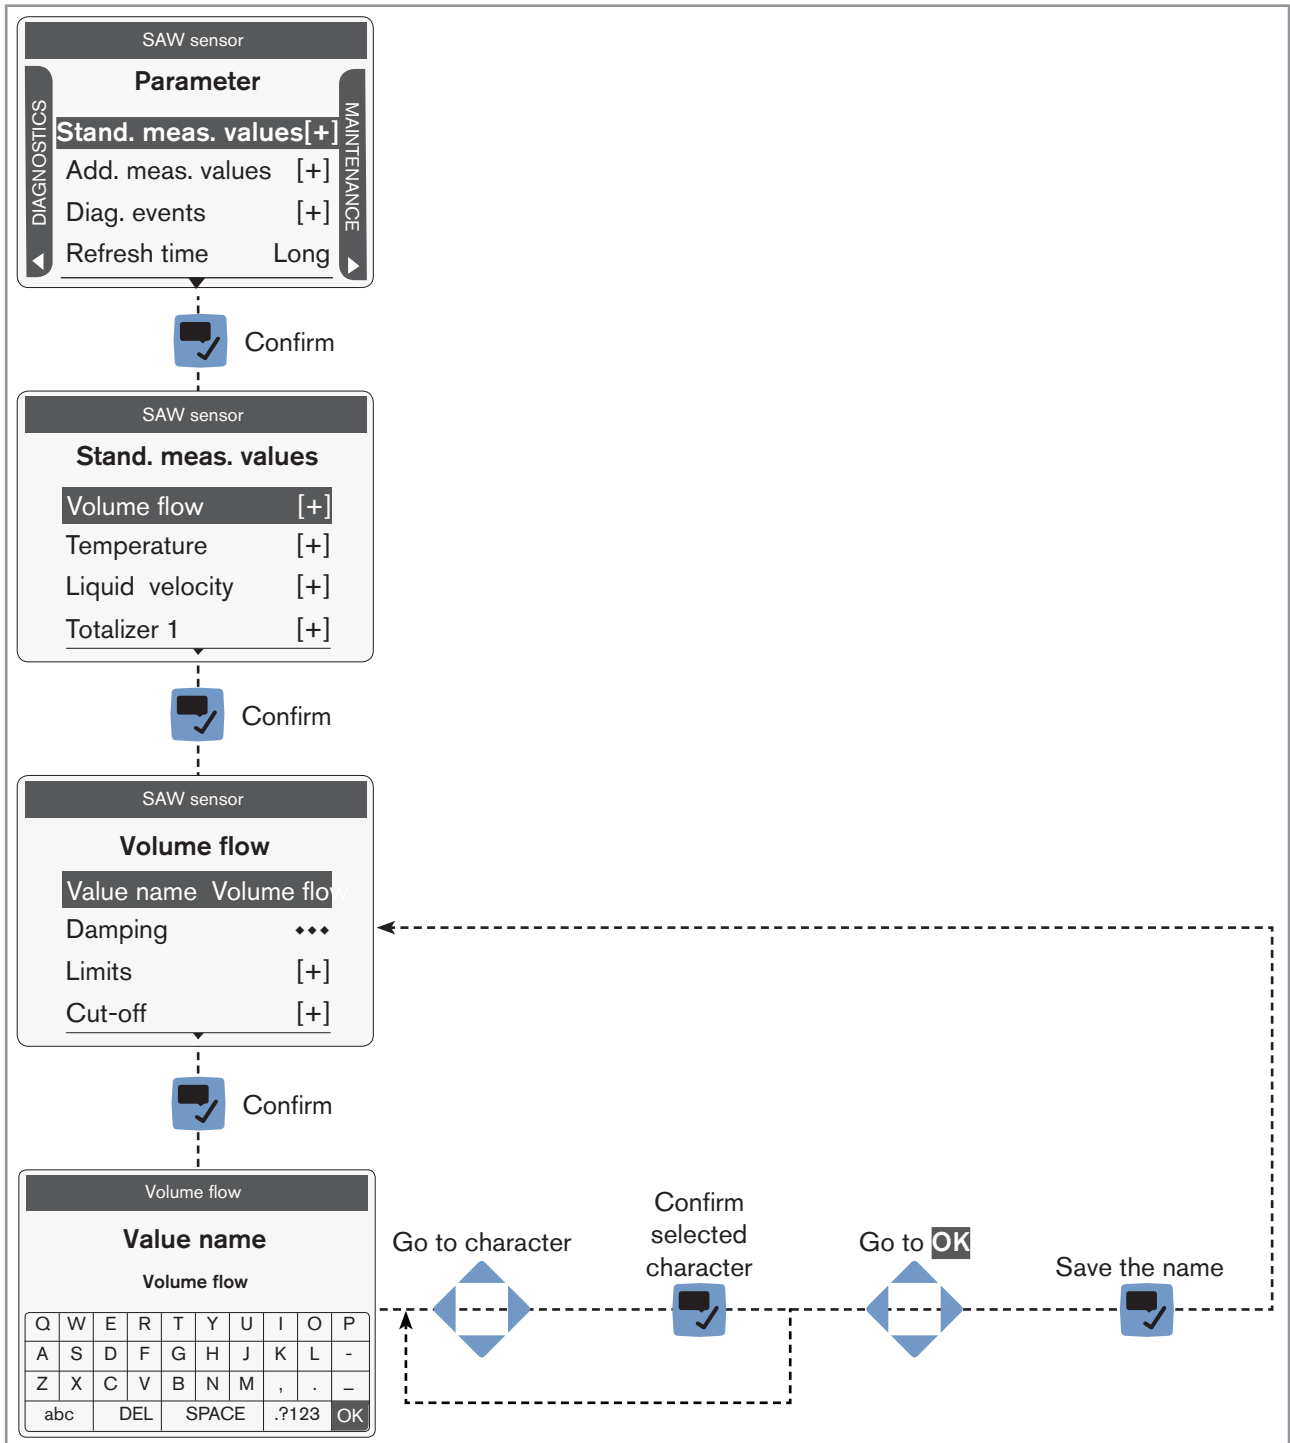 SAW sensor
Parameter
DIAGNOSTICS
MAINTENANCE
Stand. meas. values[+]
Add. meas. values [+]
Diag. events [+]
Refresh time Long
Confirm
SAW sensor
Stand. meas. values
Volume flow [+]
Temperature [+]
Liquid velocity [+]
Totalizer 1 [+]
Confirm
SAW sensor
Volume flow
Value name Volume flow
Damping
Limits [+]
Cut-off [+]
Confirm
Volume flow
Value name
Volume flow
Q W E R T Y U I O P
A S D F G H J K L -
Z X C V B N M , . _
abc DEL SPACE .?123 OK
Go to character
Confirm
selected
character
Go to OK
Save the name